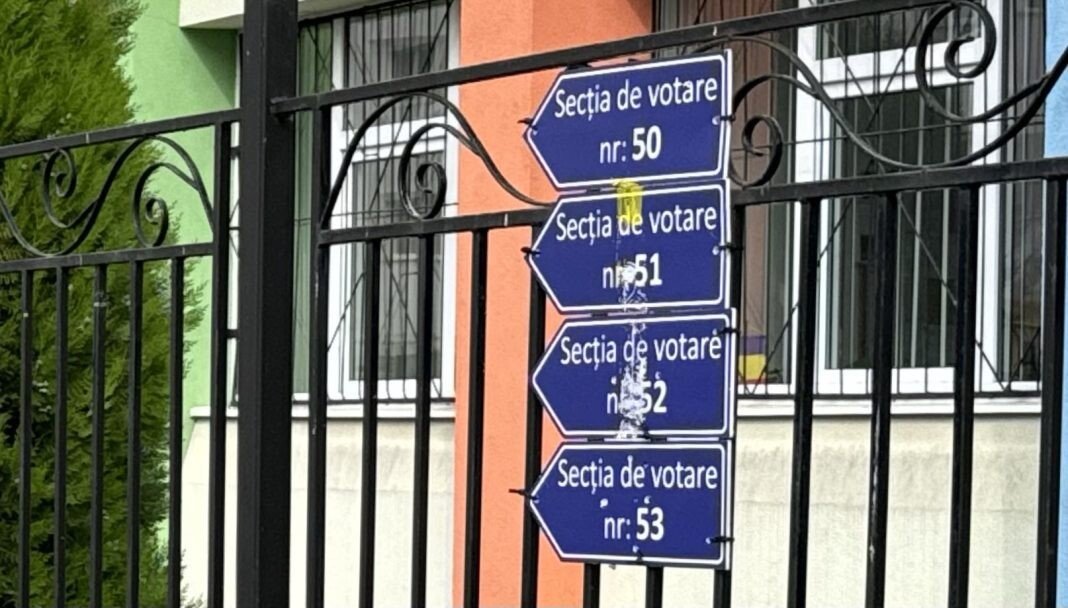 Secția de votare
nr: 50
Secția de votare
nr: 51
Secția de votare
nr: 52
Secția de votare
nr: 53